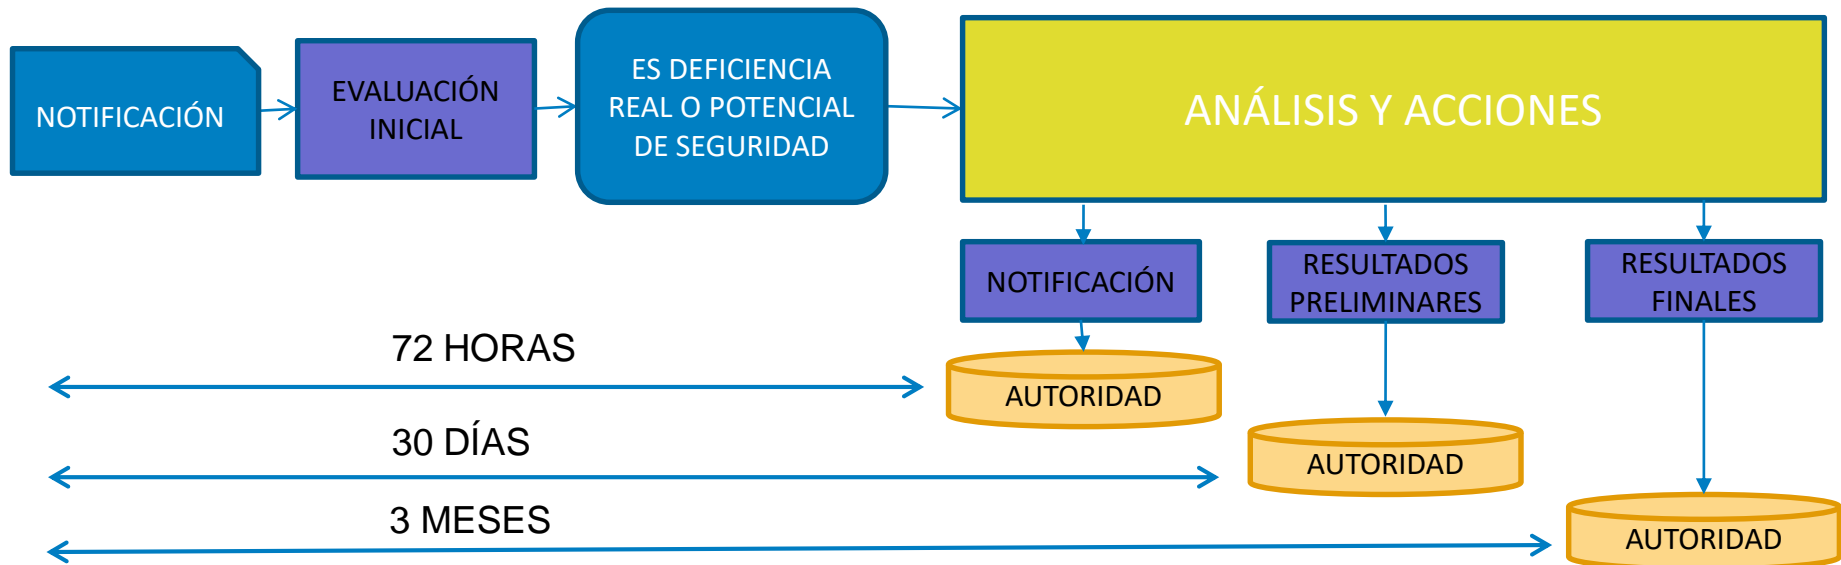 NOTIFICACIÓN
EVALUACIÓN
INICIAL
ES DEFICIENCIA
REAL O POTENCIAL
DE SEGURIDAD
ANÁLISIS Y ACCIONES
NOTIFICACIÓN
RESULTADOS
PRELIMINARES
RESULTADOS
FINALES
72 HORAS
AUTORIDAD
30 DÍAS
AUTORIDAD
3 MESES
AUTORIDAD